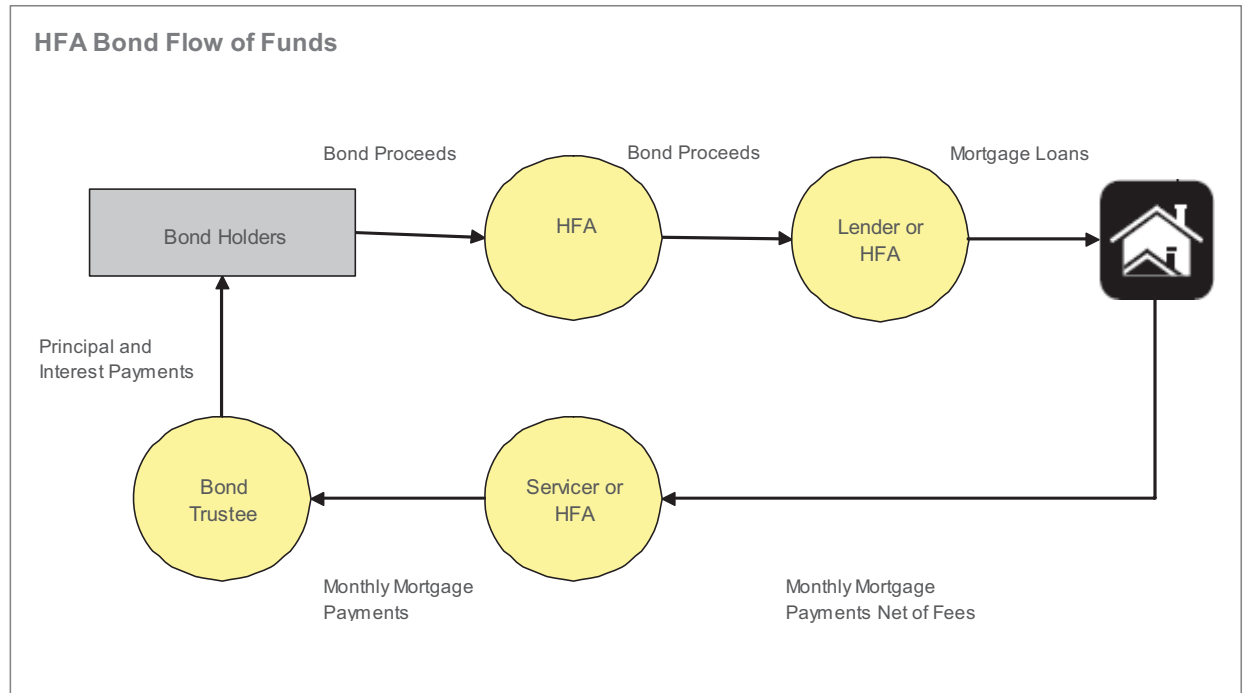 HFA Bond Flow of Funds
Bond Proceeds
Bond Proceeds
Mortgage Loans
Bond Holders
HFA
Lender or
HFA
Principal and
Interest Payments
Bond
Trustee
Servicer or
HFA
Monthly Mortgage
Payments
Monthly Mortgage
Payments Net of Fees